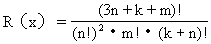 R（x）= (3n + k + m)! / (n!)² • m! • (k + n)!